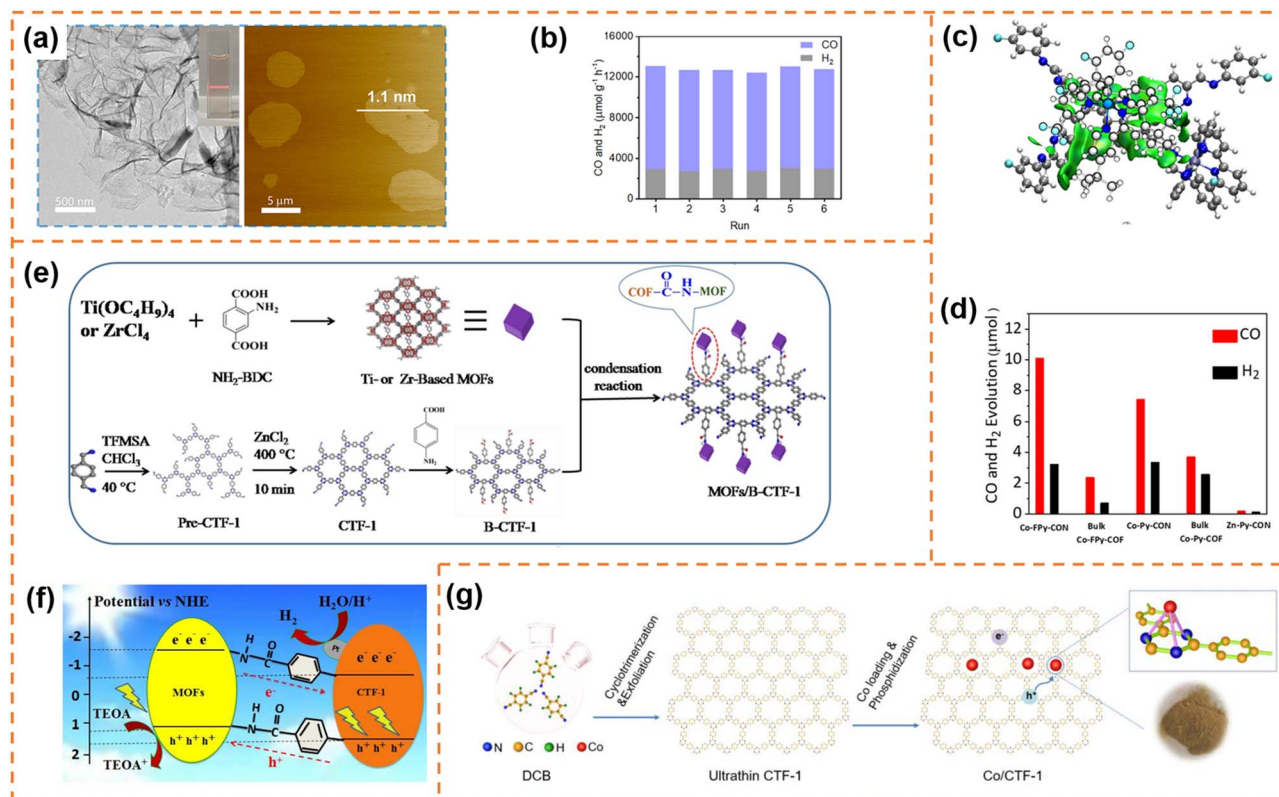 (a)
500 nm
1.1 nm
5 μm
(b)
CO and H₂ (μmol g⁻¹ h⁻¹)
16000
12000
8000
4000
0
CO
H₂
1 2 3 4 5 6
Run
(c)
(d)
CO and H₂ Evolution (μmol)
12
10
8
6
4
2
0
CO
H₂
Co-FPy-CON
Bulk
Co-FPy-COF
Co-Py-CON
Bulk
Co-Py-COF
Zn-Py-CON
(e)
Ti(OC₄H₉)₄
or ZrCl₄
+
COOH
NH₂
COOH
NH₂-BDC
Ti- or Zr-Based MOFs
COF-C-N-MOF
O
H
condensation
reaction
TFMSA
CHCl₃
40 °C
Pre-CTF-1
ZnCl₂
400 °C
10 min
CTF-1
COOH
NH₂
B-CTF-1
MOFs/B-CTF-1
(f)
Potential vs NHE
-2
-1
0
1
2
H₂O/H⁺
H₂
Pt
e⁻ e⁻ e⁻
MOFs
h⁺ h⁺ h⁺
H
N
C
O
e⁻
H
N
C
O
h⁺
e⁻ e⁻ e⁻
CTF-1
h⁺ h⁺ h⁺
TEOA
TEOA⁺
(g)
N C H Co
DCB
Cyclotrimerization
&Exfoliation
Ultrathin CTF-1
Co loading &
Phosphidization
e⁻
h⁺
Co/CTF-1